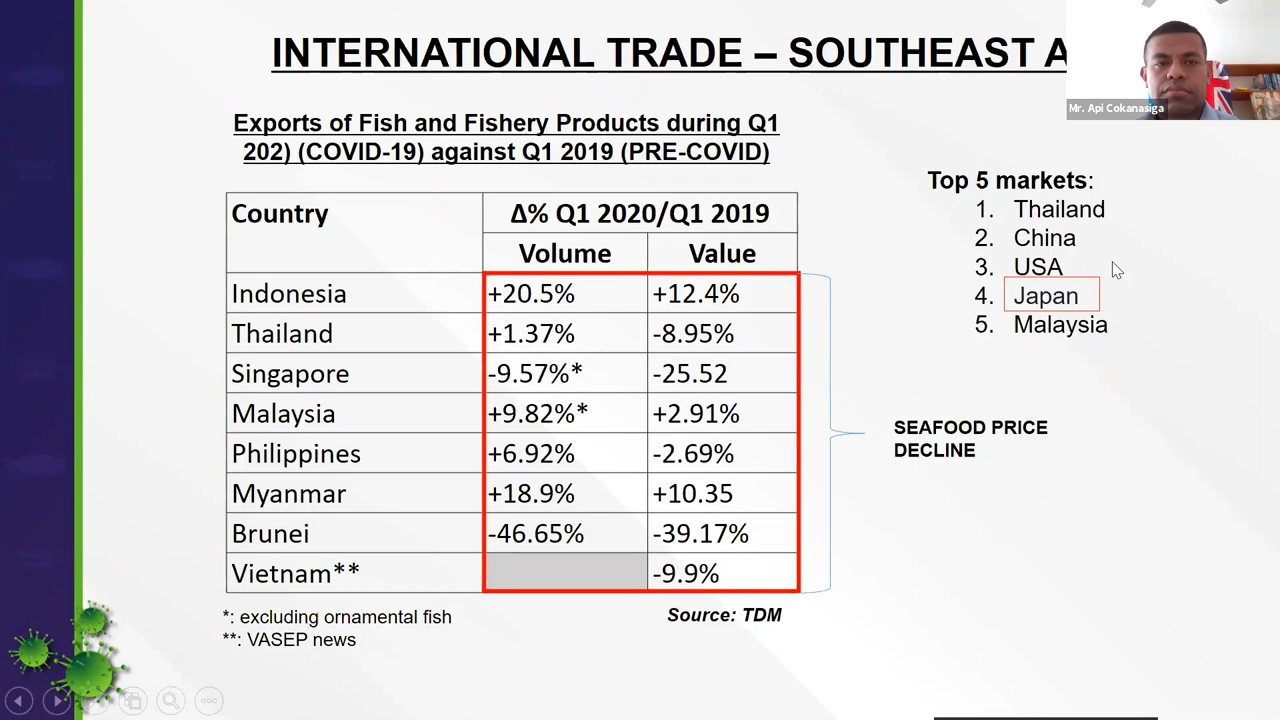 INTERNATIONAL TRADE – SOUTHEAST A
Mr. Api Cokanasiga
Exports of Fish and Fishery Products during Q1
202) (COVID-19) against Q1 2019 (PRE-COVID)
Country Δ% Q1 2020/Q1 2019
Volume Value
Indonesia +20.5% +12.4%
Thailand +1.37% -8.95%
Singapore -9.57%* -25.52
Malaysia +9.82%* +2.91%
Philippines +6.92% -2.69%
Myanmar +18.9% +10.35
Brunei -46.65% -39.17%
Vietnam** -9.9%
*: excluding ornamental fish
**: VASEP news
Source: TDM
Top 5 markets:
1. Thailand
2. China
3. USA
4. Japan
5. Malaysia
SEAFOOD PRICE
DECLINE